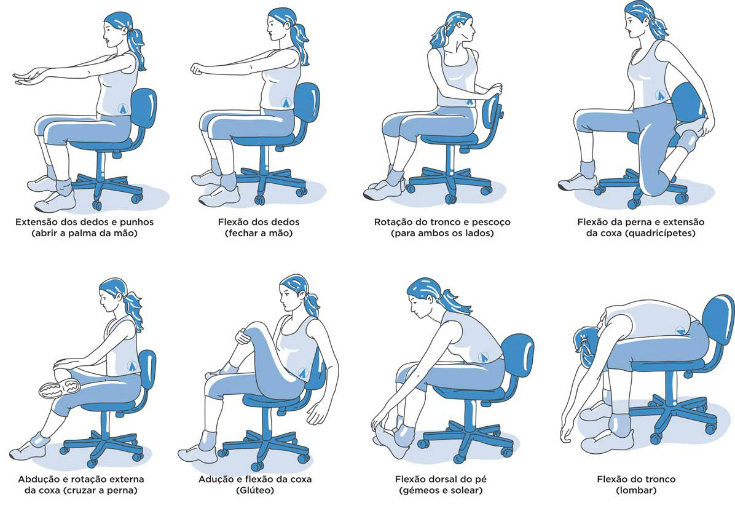 Extensão dos dedos e punhos
(abrir a palma da mão)
Flexão dos dedos
(fechar a mão)
Rotação do tronco e pescoço
(para ambos os lados)
Flexão da perna e extensão
da coxa (quadricípetes)
Abdução e rotação externa
da coxa (cruzar a perna)
Adução e flexão da coxa
(Glúteo)
Flexão dorsal do pé
(gémeos e solear)
Flexão do tronco
(lombar)